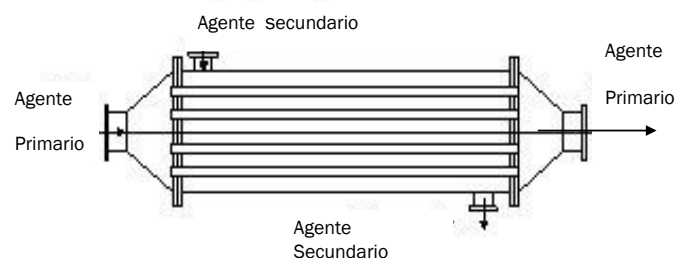 Agente secundario
Agente
Primario
Agente
Primario
Agente
Secundario